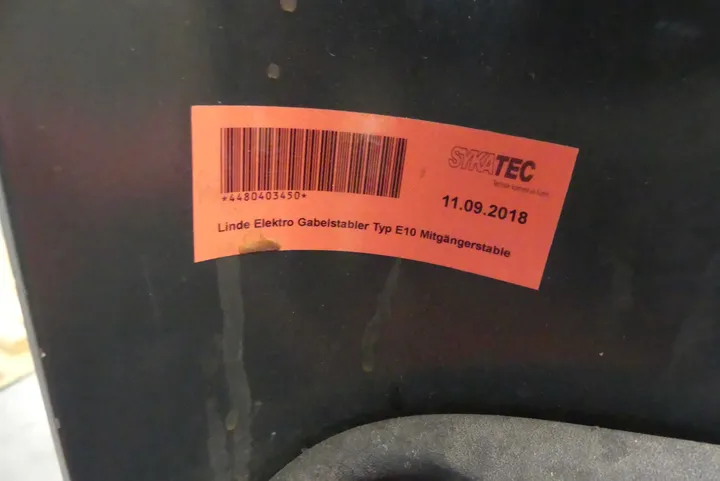 SYKATEC
11.09.2018
*4480403450*
Linde Elektro Gabelstabler Typ E10 Mitgängerstable